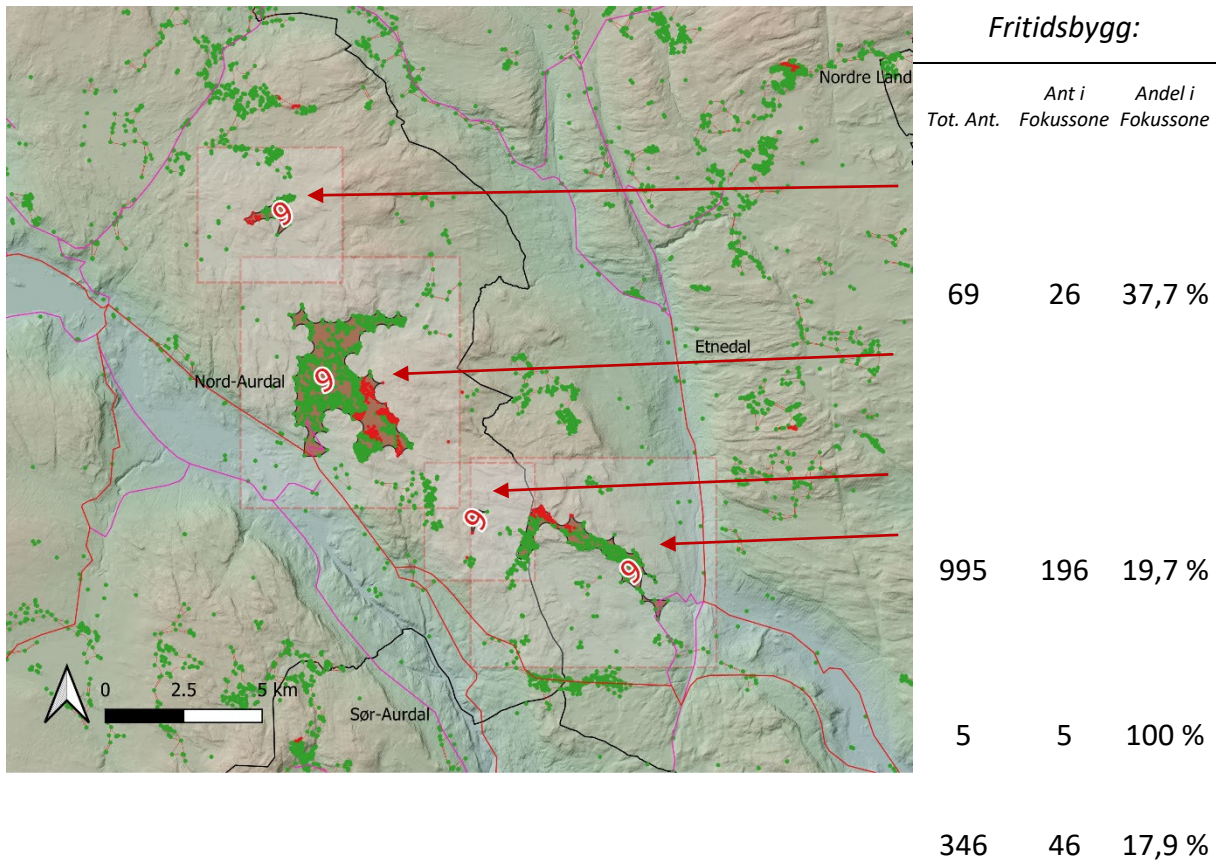 Fritidsbygg:
Tot. Ant. Ant i Fokussone Andel i Fokussone
Nordre Land
9
69 26 37,7 %
Etnedal
Nord-Aurdal
9
9
9
995 196 19,7 %
0 2.5 5 km
Sør-Aurdal
5 5 100 %
346 46 17,9 %